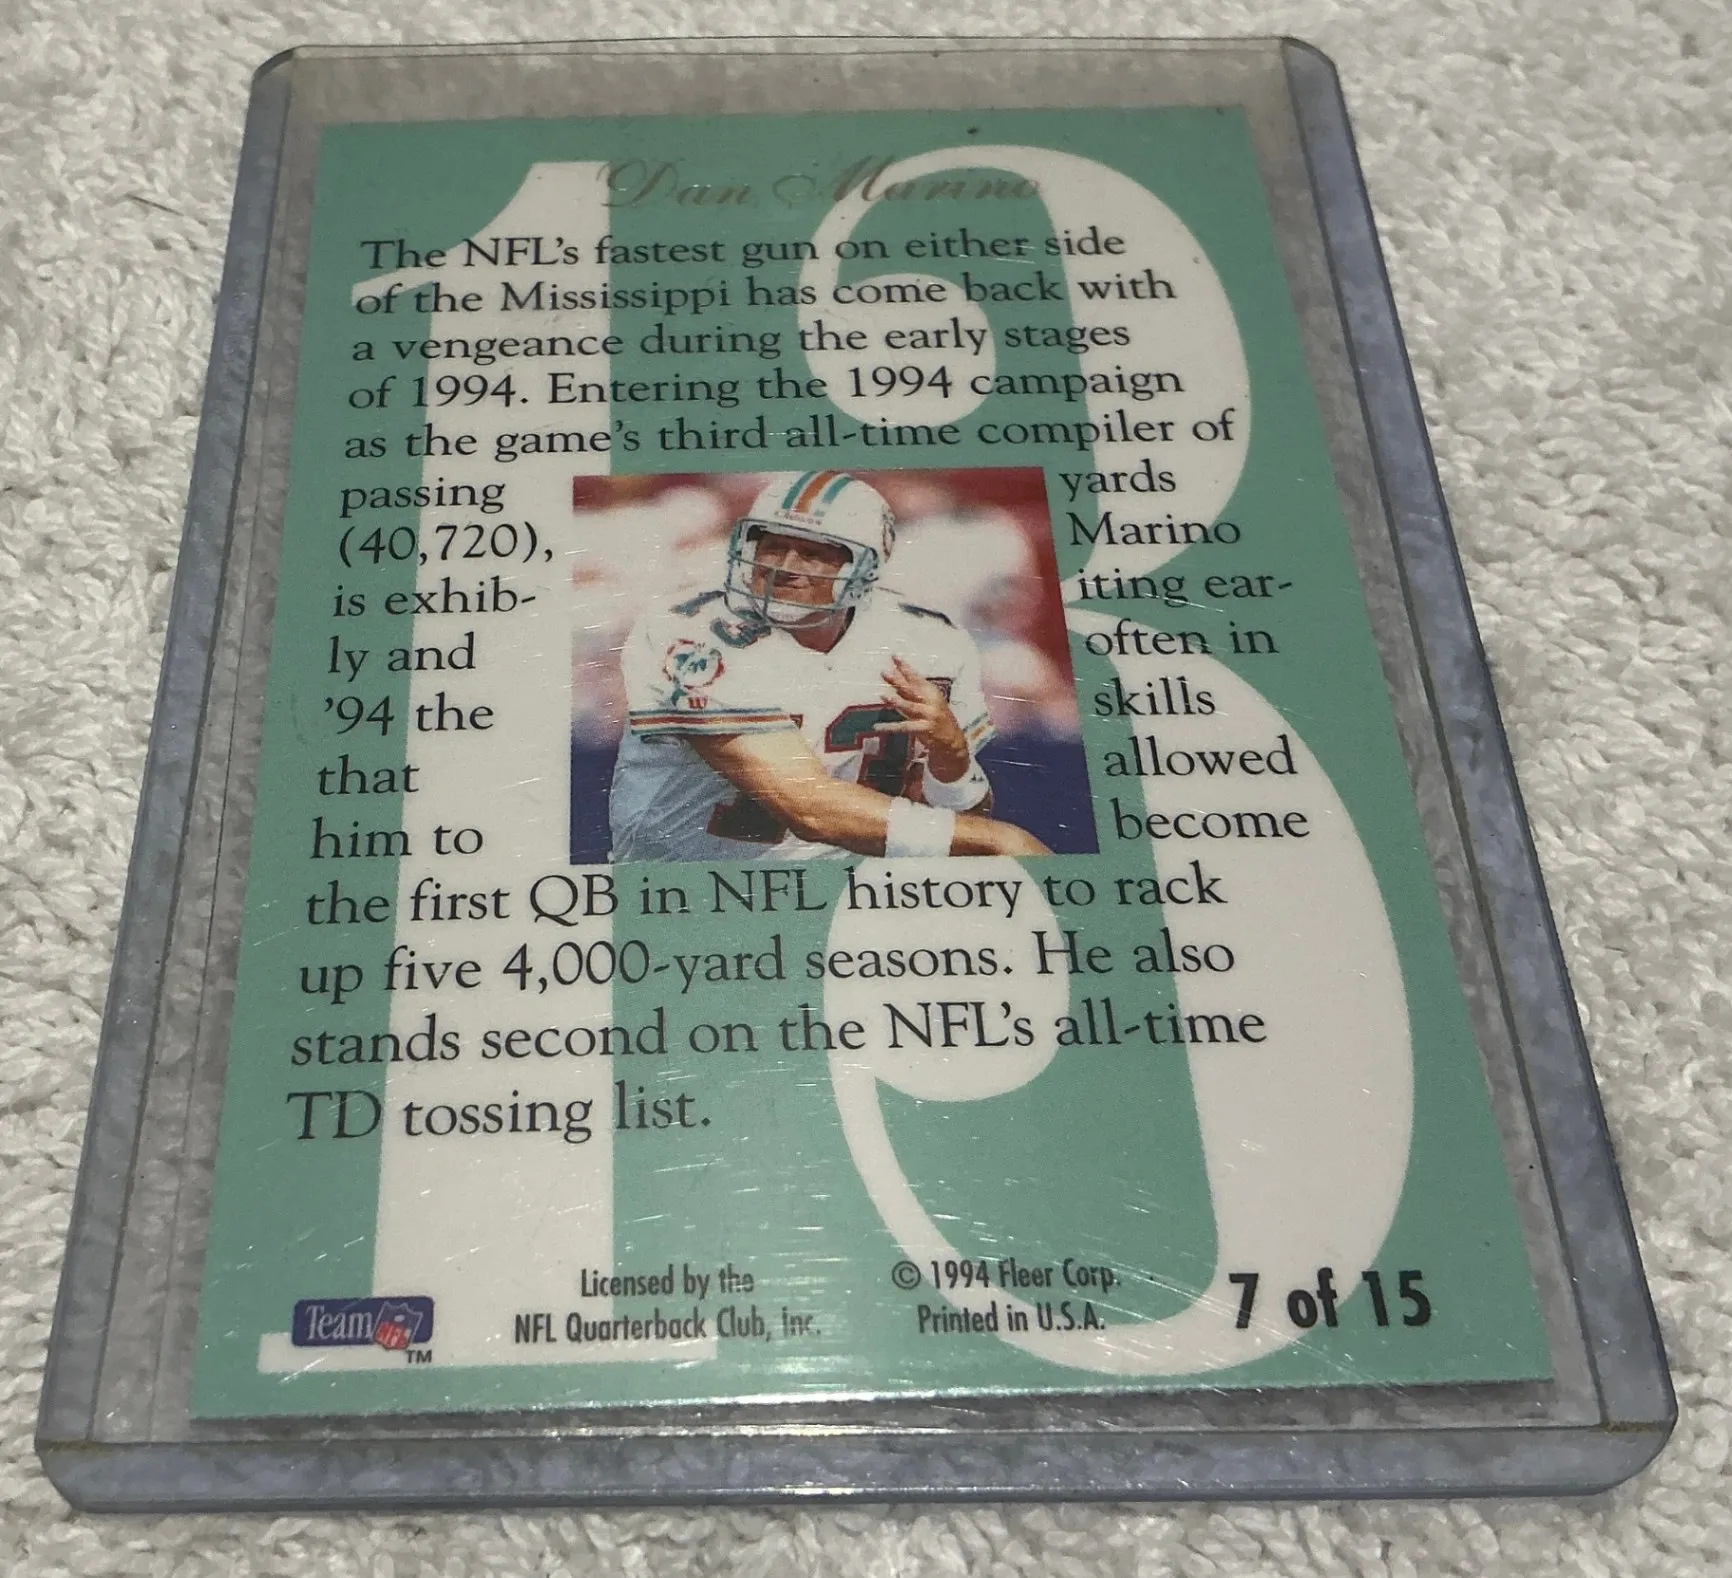 Dan Marino
The NFL's fastest gun on either side
of the Mississippi has come back with
a vengeance during the early stages
of 1994. Entering the 1994 campaign
as the game's third all-time compiler of
passing yards
(40,720), Marino
is exhib- iting ear-
ly and often in
'94 the skills
that allowed
him to become
the first QB in NFL history to rack
up five 4,000-yard seasons. He also
stands second on the NFL's all-time
TD tossing list.
Team NFL
TM
Licensed by the
NFL Quarterback Club, Inc.
© 1994 Fleer Corp.
Printed in U.S.A.
7 of 15
13